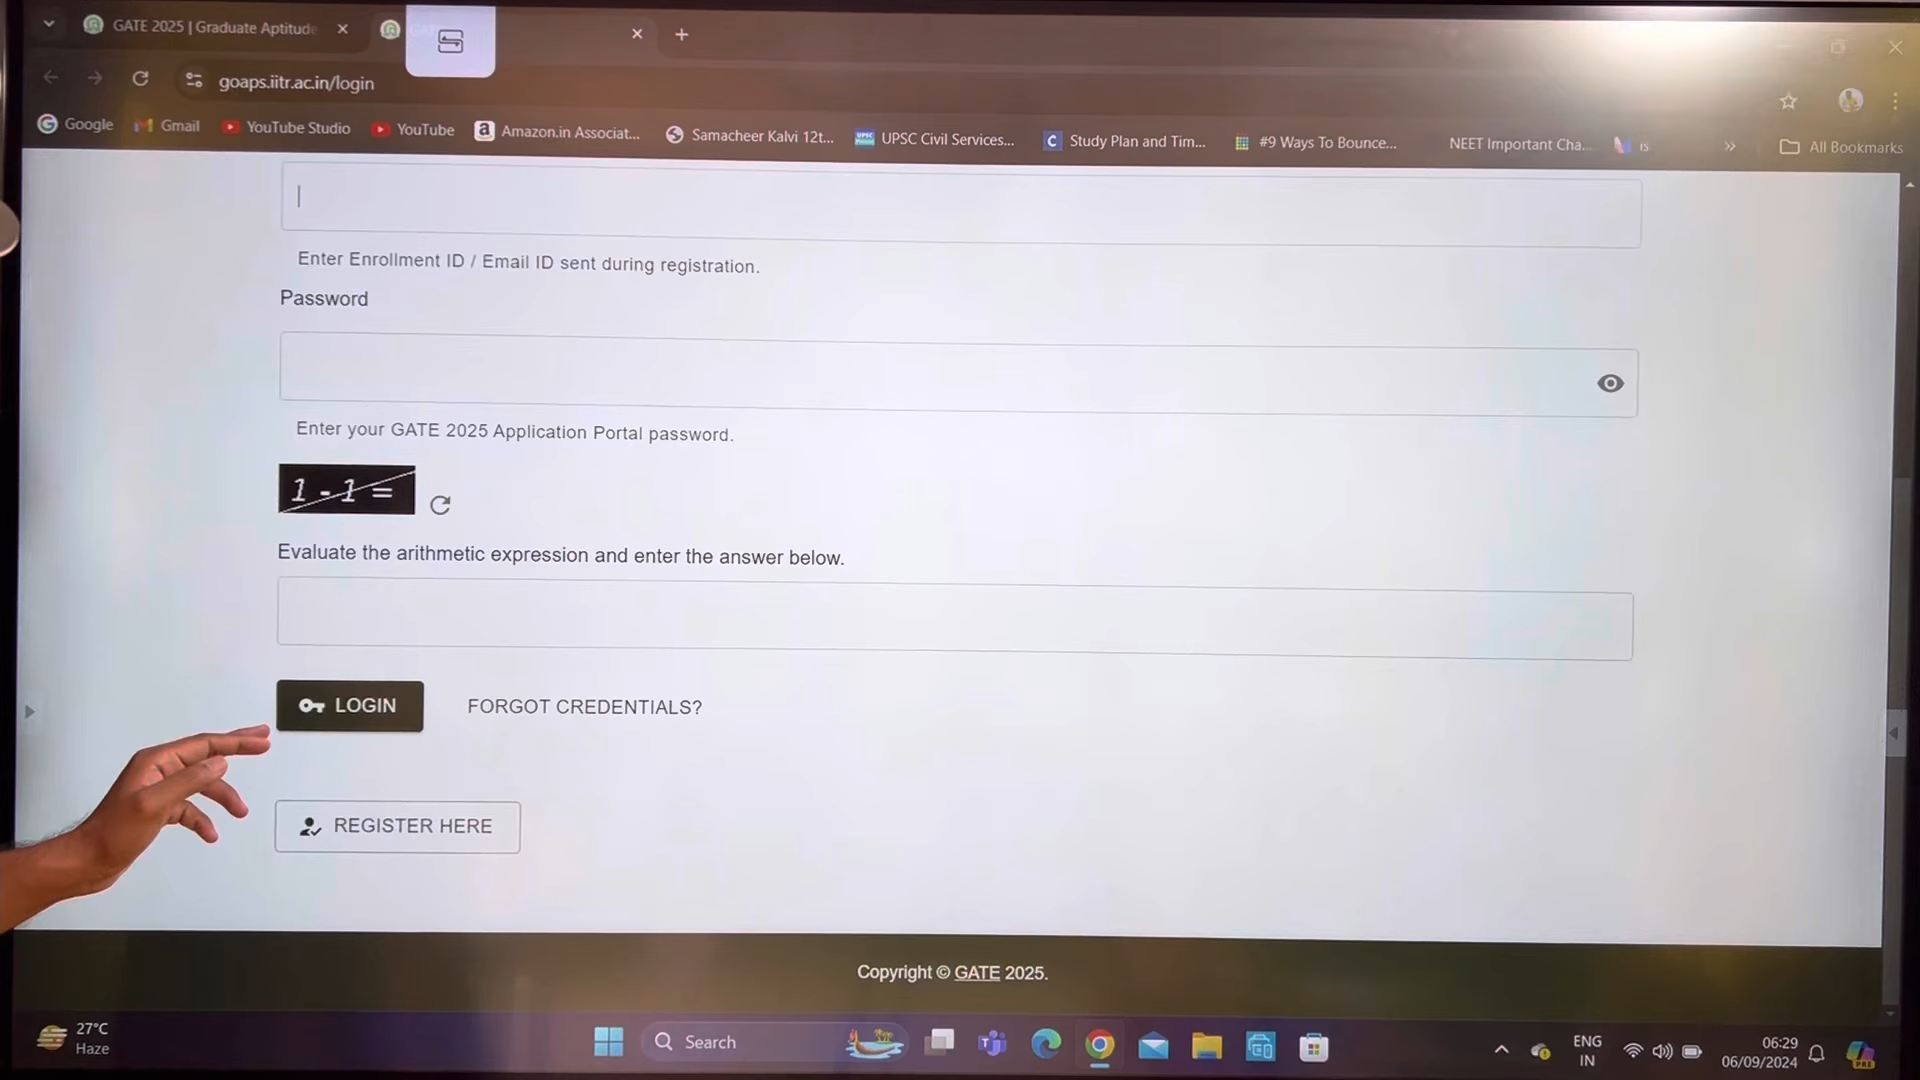 GATE 2025 | Graduate Aptitude
goaps.iitr.ac.in/login
Google
Gmail
YouTube Studio
YouTube
Amazon.in Associat...
Samacheer Kalvi 12t...
UPSC Civil Services...
Study Plan and Tim...
#9 Ways To Bounce...
NEET Important Cha...
IS
All Bookmarks
Enter Enrollment ID / Email ID sent during registration.
Password
Enter your GATE 2025 Application Portal password.
1 - 1 =
Evaluate the arithmetic expression and enter the answer below.
LOGIN
FORGOT CREDENTIALS?
REGISTER HERE
Copyright © GATE 2025.
27°C
Haze
Search
ENG
IN
06:29
06/09/2024